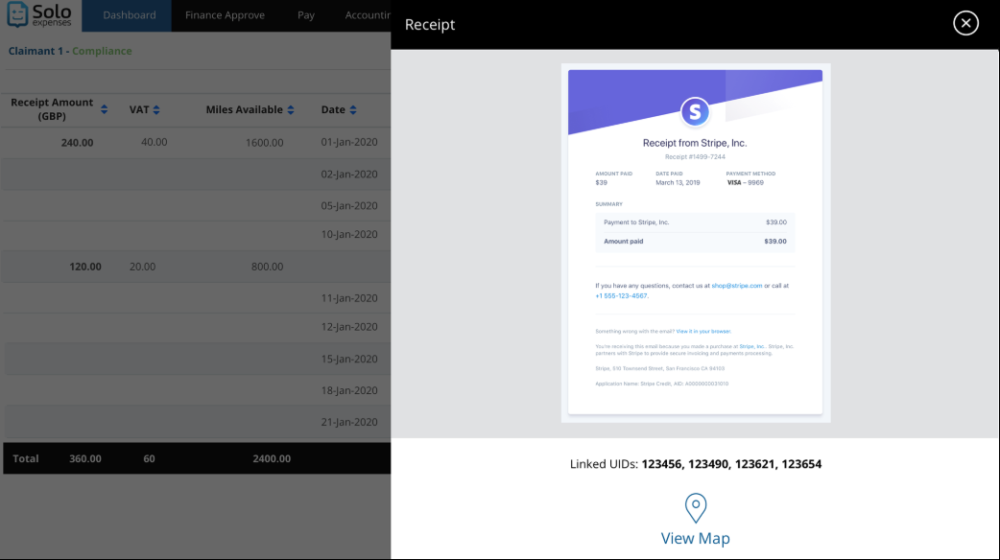 Solo
expenses
Dashboard
Finance Approve
Pay
Accountin
Claimant 1 - Compliance
Receipt Amount
(GBP)
VAT
Miles Available
Date
240.00 40.00 1600.00 01-Jan-2020
02-Jan-2020
05-Jan-2020
10-Jan-2020
120.00 20.00 800.00
11-Jan-2020
12-Jan-2020
15-Jan-2020
18-Jan-2020
21-Jan-2020
Total 360.00 60 2400.00
Receipt
S
Receipt from Stripe, Inc.
Receipt #1499-7244
AMOUNT PAID DATE PAID PAYMENT METHOD
$39 March 13, 2019 VISA – 9969
SUMMARY
Payment to Stripe, Inc. $39.00
Amount paid $39.00
If you have any questions, contact us at shop@stripe.com or call at
+1 555-123-4567.
Something wrong with the email? View it in your browser.
You're receiving this email because you made a purchase at Stripe, Inc.. Stripe, Inc.
partners with Stripe to provide secure invoicing and payments processing.
Stripe, 510 Townsend Street, San Francisco CA 94103
Application Name: Stripe Credit, AID: A0000000031010
Linked UIDs: 123456, 123490, 123621, 123654
View Map